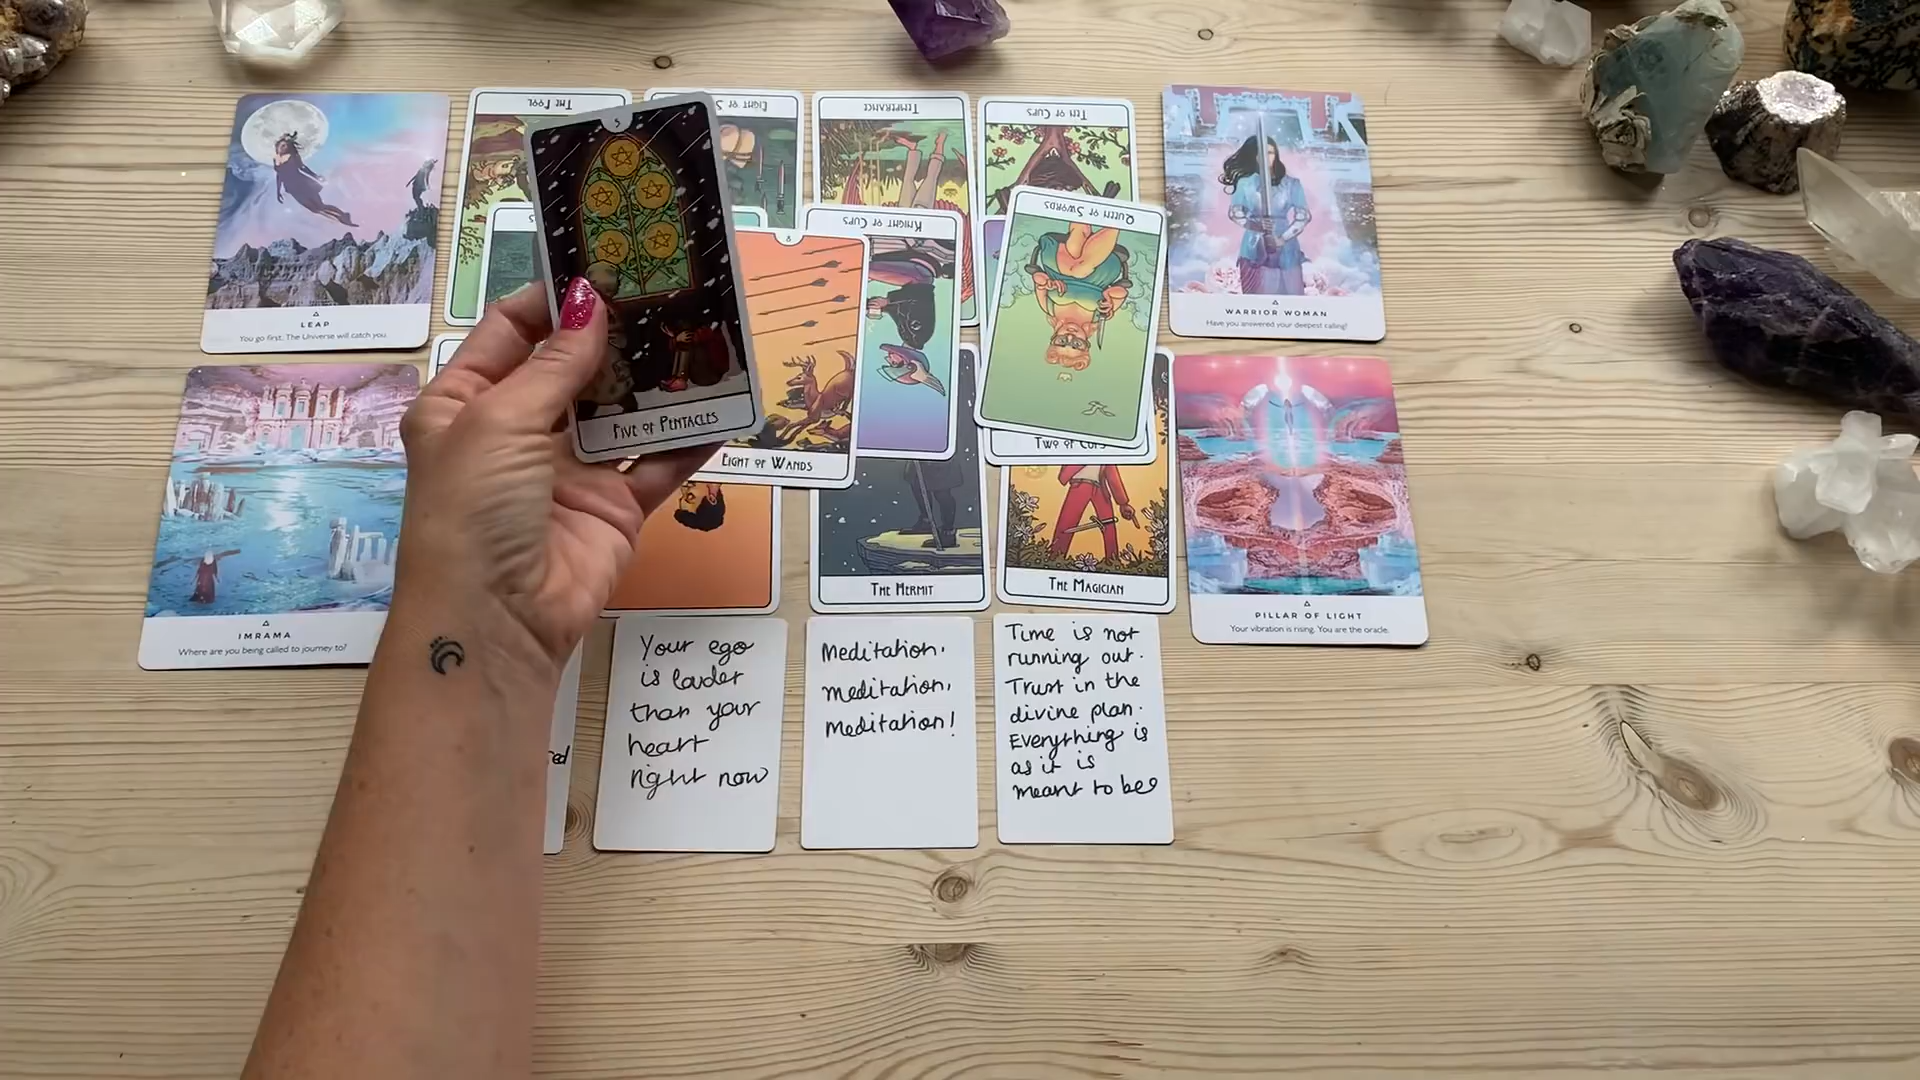 THE FOOL
EIGHT OF S
TEMPERANCE
TEN OF CUPS
5
FIVE OF PENTACLES
8
EIGHT OF WANDS
KNIGHT OF CUPS
QUEEN OF SWORDS
TWO OF CUPS
LEAP
You go first. The Universe will catch you.
WARRIOR WOMAN
Have you answered your deepest calling?
IMRAMA
Where are you being called to journey to?
THE HERMIT
THE MAGICIAN
PILLAR OF LIGHT
Your vibration is rising. You are the oracle.
Your ego
is louder
than your
heart
right now
Meditation,
meditation,
meditation!
Time is not
running out.
Trust in the
divine plan.
Everything is
as it is
meant to be